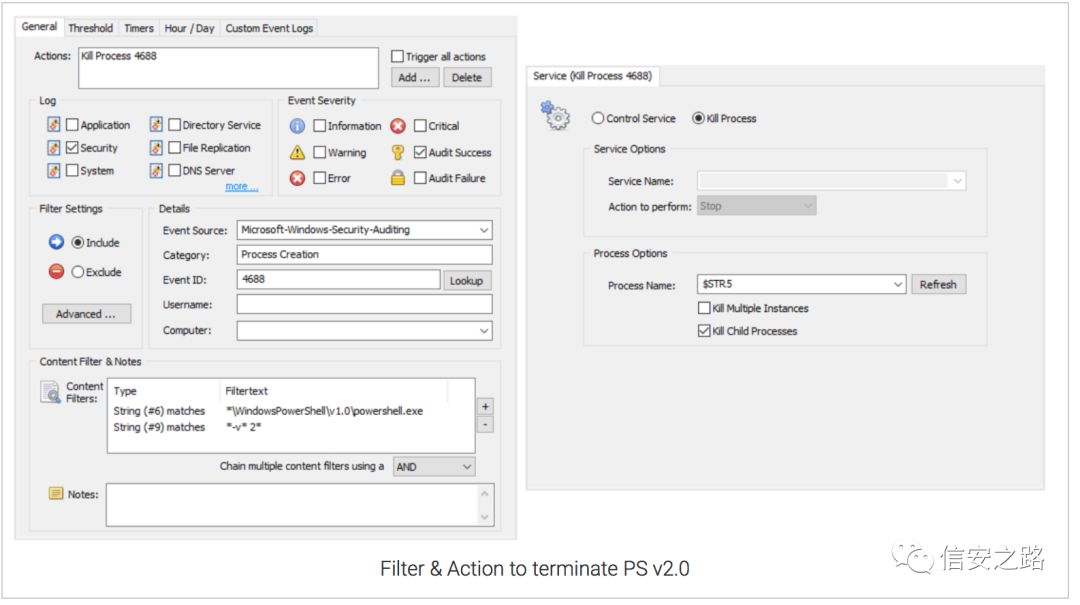 General Threshold Timers Hour / Day Custom Event Logs
Actions: Kill Process 4688
Trigger all actions
Add ... Delete
Log
Application Directory Service
Security File Replication
System DNS Server
more ...
Event Severity
Information Critical
Warning Audit Success
Error Audit Failure
Filter Settings
Include
Exclude
Advanced ...
Details
Event Source: Microsoft-Windows-Security-Auditing
Category: Process Creation
Event ID: 4688 Lookup
Username:
Computer:
Content Filter & Notes
Content Filters:
Type Filtertext
String (#6) matches *\WindowsPowerShell\v1.0\powershell.exe
String (#9) matches *-v* 2*
+
-
Chain multiple content filters using a AND
Notes:
Service (Kill Process 4688)
Control Service Kill Process
Service Options
Service Name:
Action to perform: Stop
Process Options
Process Name: $STR5 Refresh
Kill Multiple Instances
Kill Child Processes
Filter & Action to terminate PS v2.0
信安之路